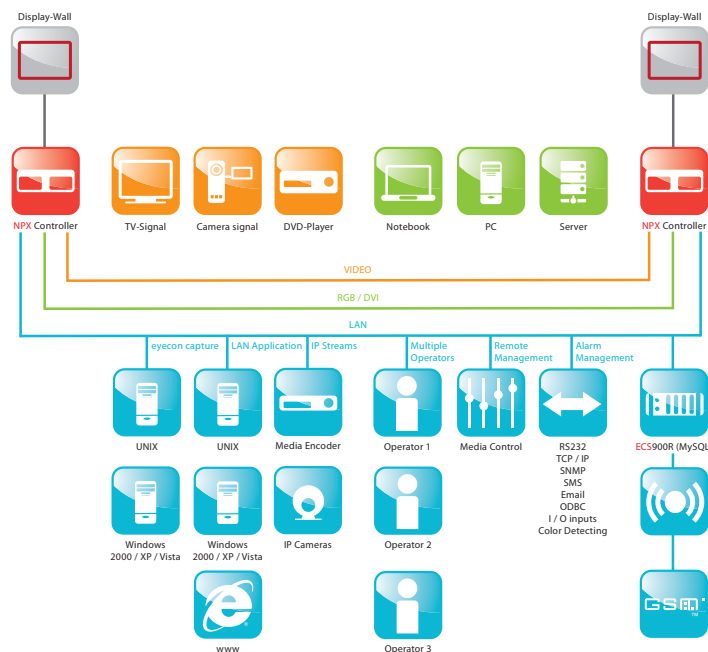 Display-Wall
Display-Wall
NPX Controller
TV-Signal
Camera signal
DVD-Player
Notebook
PC
Server
NPX Controller
VIDEO
RGB / DVI
LAN
eyecon capture
LAN Application
IP Streams
Multiple
Operators
Remote
Management
Alarm
Management
UNIX
UNIX
Media Encoder
Operator 1
Media Control
RS232
TCP / IP
SNMP
SMS
Email
ODBC
I / O inputs
Color Detecting
ECS900R (MySQL
Windows
2000 / XP / Vista
Windows
2000 / XP / Vista
IP Cameras
Operator 2
GSM
TM
www
Operator 3